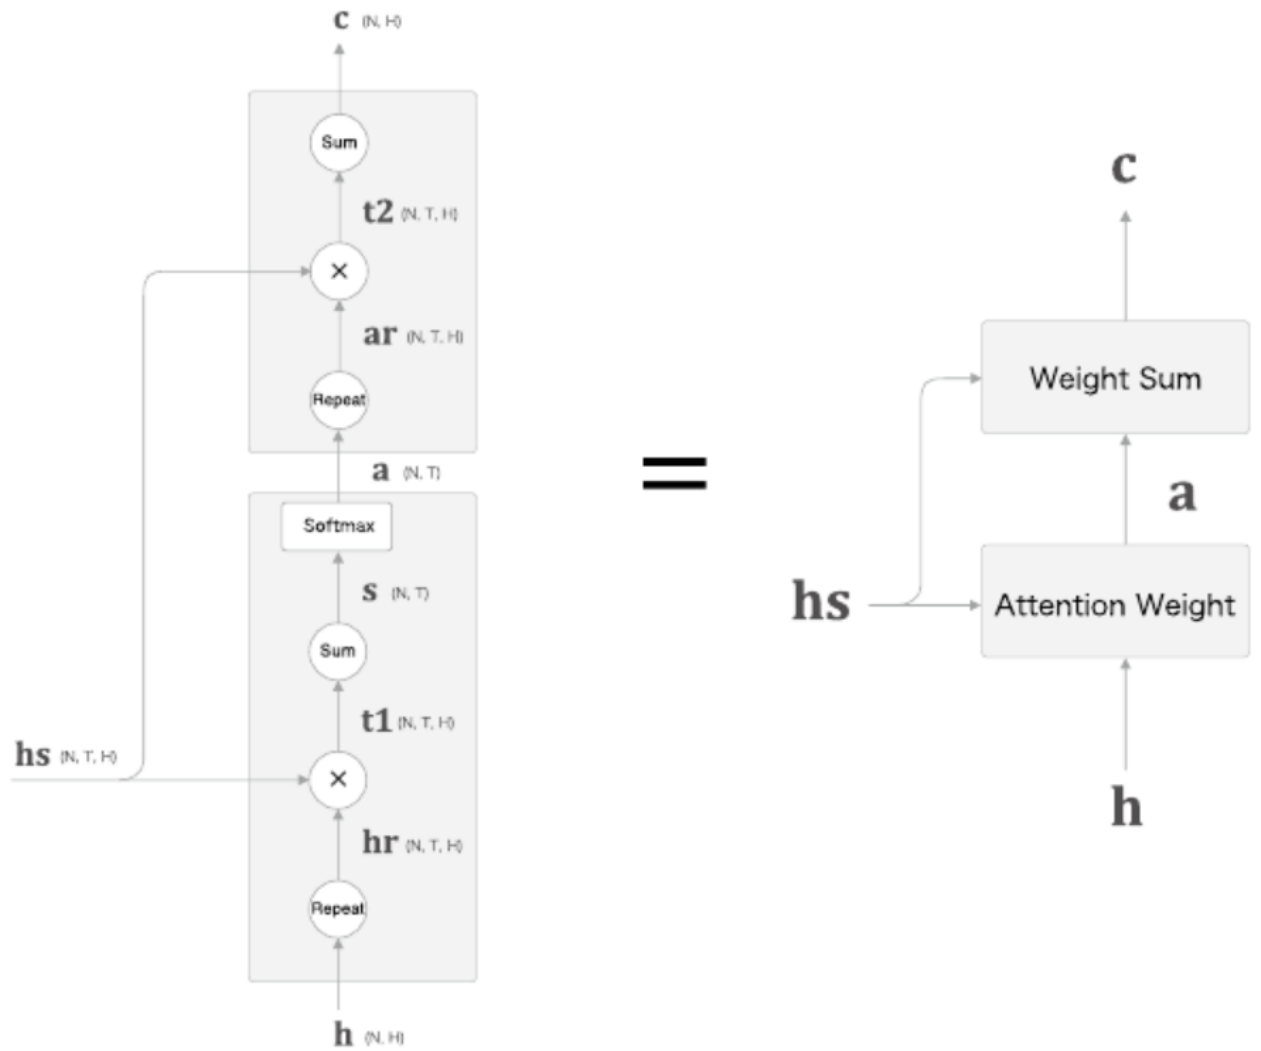 c (N, H)
Sum
t2 (N, T, H)
×
ar (N, T, H)
Repeat
a (N, T)
Softmax
s (N, T)
Sum
t1 (N, T, H)
hs (N, T, H)
×
hr (N, T, H)
Repeat
h (N, H)
=
c
Weight Sum
a
hs
Attention Weight
h